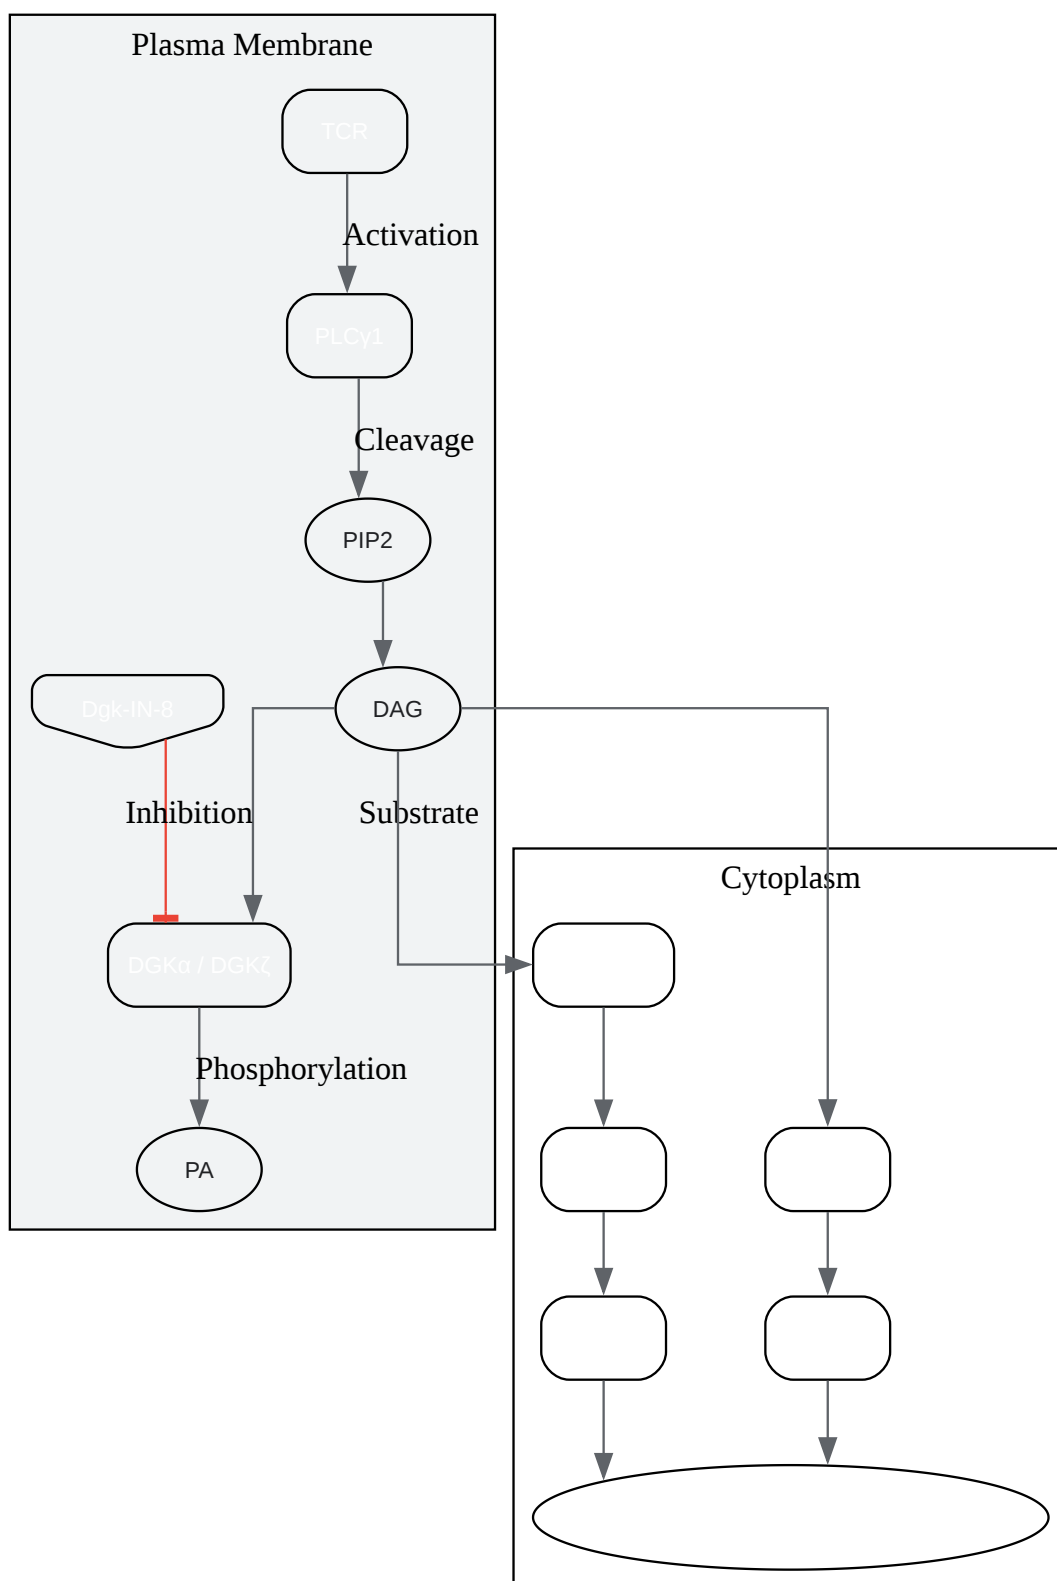 Plasma Membrane
TCR
Activation
PLCγ1
Cleavage
PIP2
Dgk-IN-8
DAG
Inhibition
Substrate
Cytoplasm
DGKα / DGKζ
Phosphorylation
PA